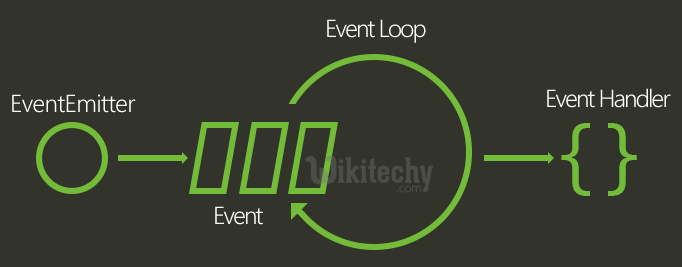 Event Loop
EventEmitter
Event Handler
Wikitechy
.com
Event